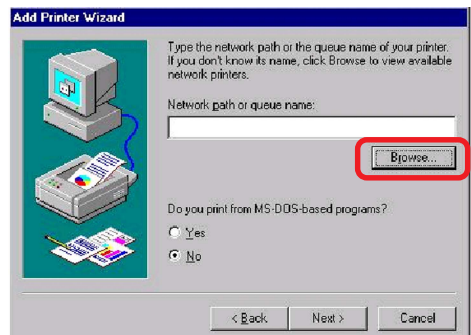 Add Printer Wizard
Type the network path or the queue name of your printer.
If you don't know its name, click Browse to view available
network printers.
Network path or queue name:
Browse...
Do you print from MS-DOS-based programs?
Yes
No
< Back
Next >
Cancel